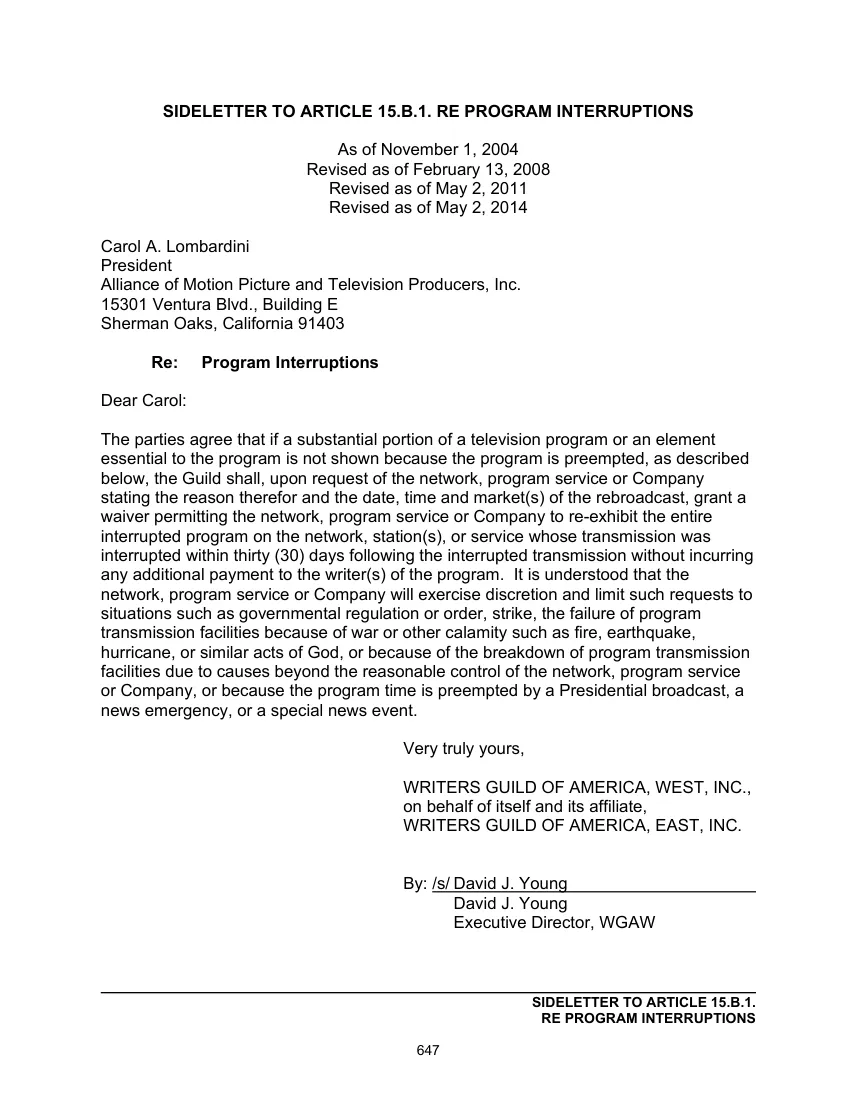 SIDELETTER TO ARTICLE 15.B.1. RE PROGRAM INTERRUPTIONS
As of November 1, 2004
Revised as of February 13, 2008
Revised as of May 2, 2011
Revised as of May 2, 2014
Carol A. Lombardini
President
Alliance of Motion Picture and Television Producers, Inc.
15301 Ventura Blvd., Building E
Sherman Oaks, California 91403
Re: Program Interruptions
Dear Carol:
The parties agree that if a substantial portion of a television program or an element
essential to the program is not shown because the program is preempted, as described
below, the Guild shall, upon request of the network, program service or Company
stating the reason therefor and the date, time and market(s) of the rebroadcast, grant a
waiver permitting the network, program service or Company to re-exhibit the entire
interrupted program on the network, station(s), or service whose transmission was
interrupted within thirty (30) days following the interrupted transmission without incurring
any additional payment to the writer(s) of the program. It is understood that the
network, program service or Company will exercise discretion and limit such requests to
situations such as governmental regulation or order, strike, the failure of program
transmission facilities because of war or other calamity such as fire, earthquake,
hurricane, or similar acts of God, or because of the breakdown of program transmission
facilities due to causes beyond the reasonable control of the network, program service
or Company, or because the program time is preempted by a Presidential broadcast, a
news emergency, or a special news event.
Very truly yours,
WRITERS GUILD OF AMERICA, WEST, INC.,
on behalf of itself and its affiliate,
WRITERS GUILD OF AMERICA, EAST, INC.
By: /s/ David J. Young
David J. Young
Executive Director, WGAW
SIDELETTER TO ARTICLE 15.B.1.
RE PROGRAM INTERRUPTIONS
647